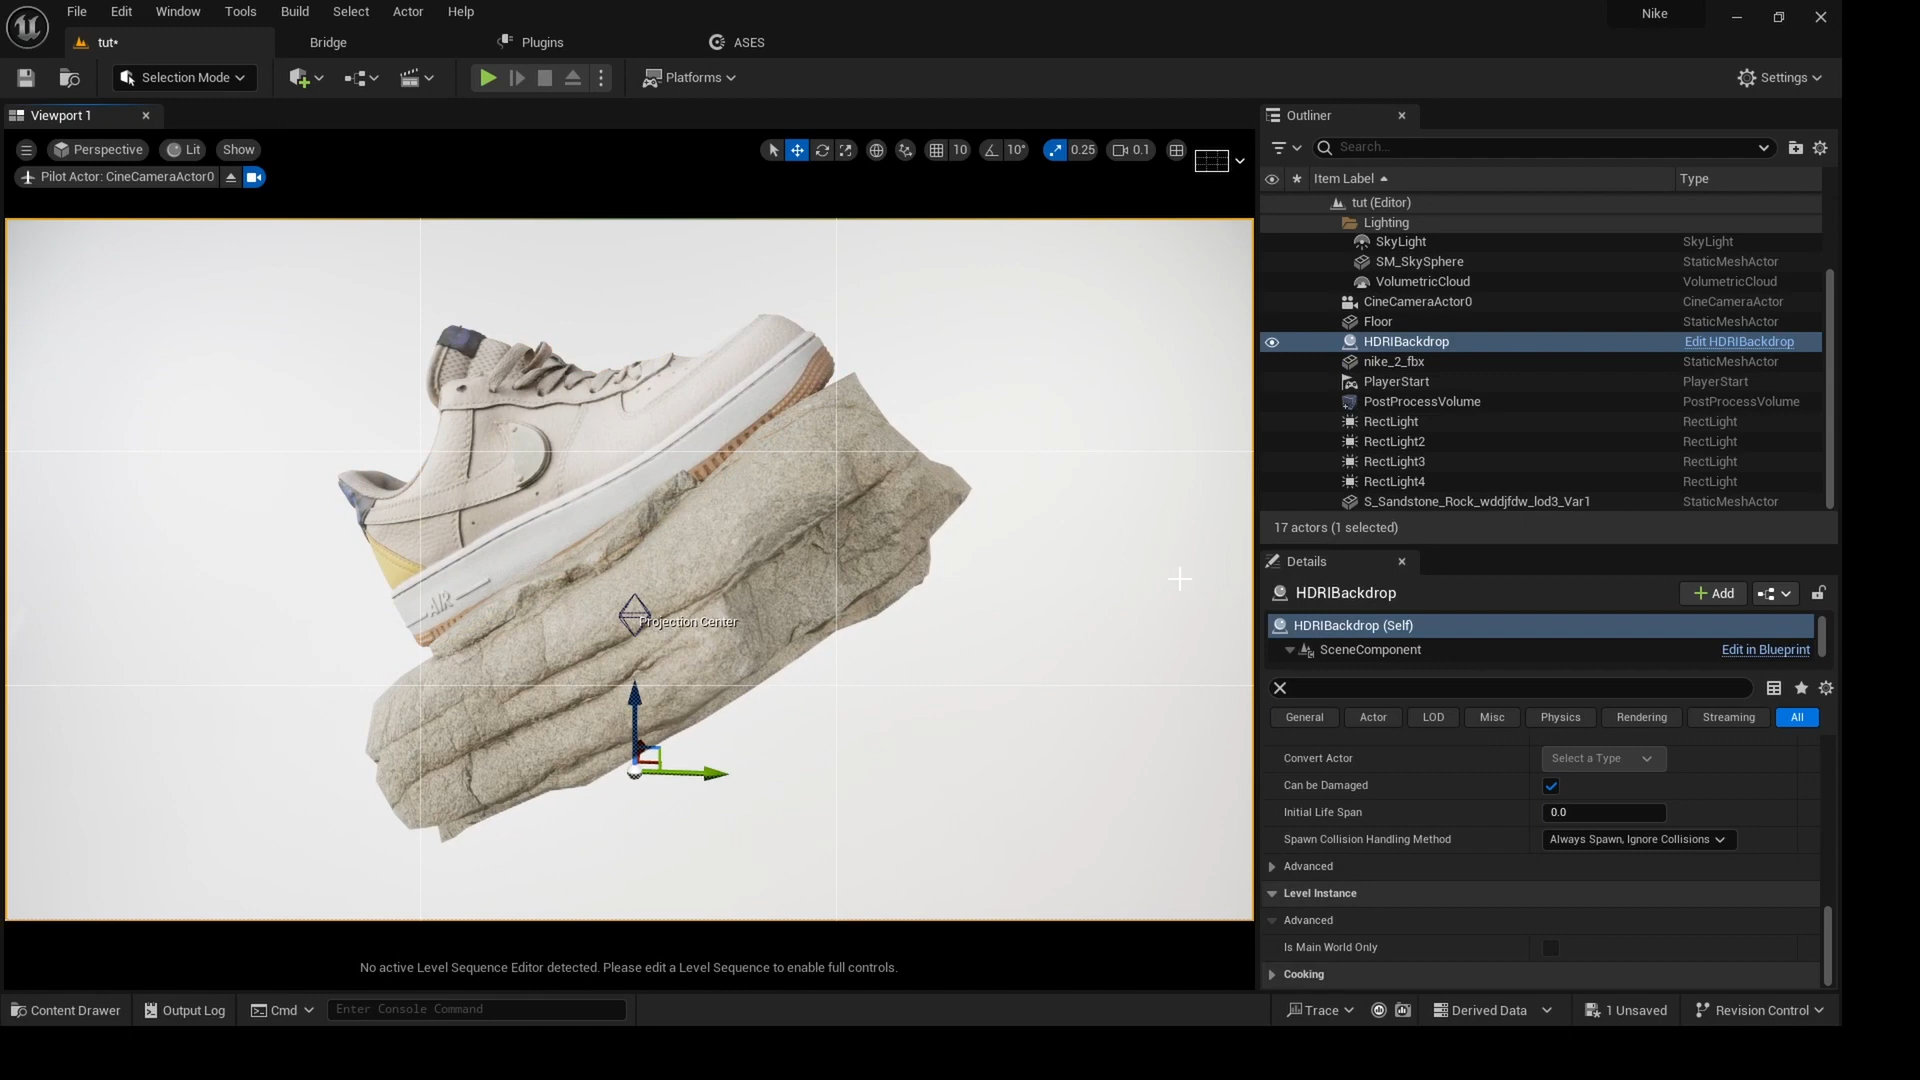 File Edit Window Tools Build Select Actor Help
Nike
tut*
Bridge
Plugins
ASES
Selection Mode
Platforms
Settings
Viewport 1
Perspective
Lit
Show
10
10°
0.25
0.1
Pilot Actor: CineCameraActor0
AIR
Projection Center
No active Level Sequence Editor detected. Please edit a Level Sequence to enable full controls.
Outliner
Search...
Item Label
Type
tut (Editor)
Lighting
SkyLight SkyLight
SM_SkySphere StaticMeshActor
VolumetricCloud VolumetricCloud
CineCameraActor0 CineCameraActor
Floor StaticMeshActor
HDRIBackdrop Edit HDRIBackdrop
nike_2_fbx StaticMeshActor
PlayerStart PlayerStart
PostProcessVolume PostProcessVolume
RectLight RectLight
RectLight2 RectLight
RectLight3 RectLight
RectLight4 RectLight
S_Sandstone_Rock_wddjfdw_lod3_Var1 StaticMeshActor
17 actors (1 selected)
Details
HDRIBackdrop
Add
HDRIBackdrop (Self)
SceneComponent Edit in Blueprint
General Actor LOD Misc Physics Rendering Streaming All
Convert Actor Select a Type
Can be Damaged
Initial Life Span 0.0
Spawn Collision Handling Method Always Spawn, Ignore Collisions
Advanced
Level Instance
Advanced
Is Main World Only
Cooking
Content Drawer
Output Log
Cmd
Enter Console Command
Trace
Derived Data
1 Unsaved
Revision Control